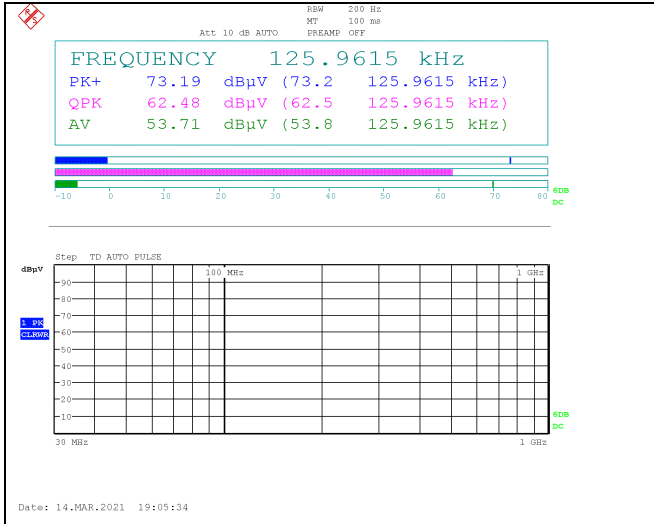 R S
RBW 200 Hz
MT 100 ms
Att 10 dB AUTO PREAMP OFF
FREQUENCY 125.9615 kHz
PK+ 73.19 dBµV (73.2 125.9615 kHz)
QPK 62.48 dBµV (62.5 125.9615 kHz)
AV 53.71 dBµV (53.8 125.9615 kHz)
-10 0 10 20 30 40 50 60 70 80
6DB
DC
Step TD AUTO PULSE
dBµV
100 MHz 1 GHz
90
80
1 PK
70
CLRWR
60
50
40
30
20
10
6DB
DC
30 MHz 1 GHz
Date: 14.MAR.2021 19:05:34